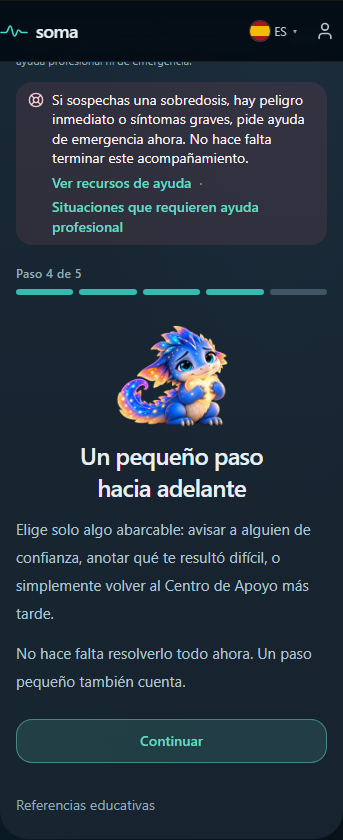 soma
ES
ayuda profesional ni de emergencia.
Si sospechas una sobredosis, hay peligro
inmediato o síntomas graves, pide ayuda
de emergencia ahora. No hace falta
terminar este acompañamiento.
Ver recursos de ayuda ·
Situaciones que requieren ayuda
profesional
Paso 4 de 5
Un pequeño paso
hacia adelante
Elige solo algo abarcable: avisar a alguien de
confianza, anotar qué te resultó difícil, o
simplemente volver al Centro de Apoyo más
tarde.
No hace falta resolverlo todo ahora. Un paso
pequeño también cuenta.
Continuar
Referencias educativas